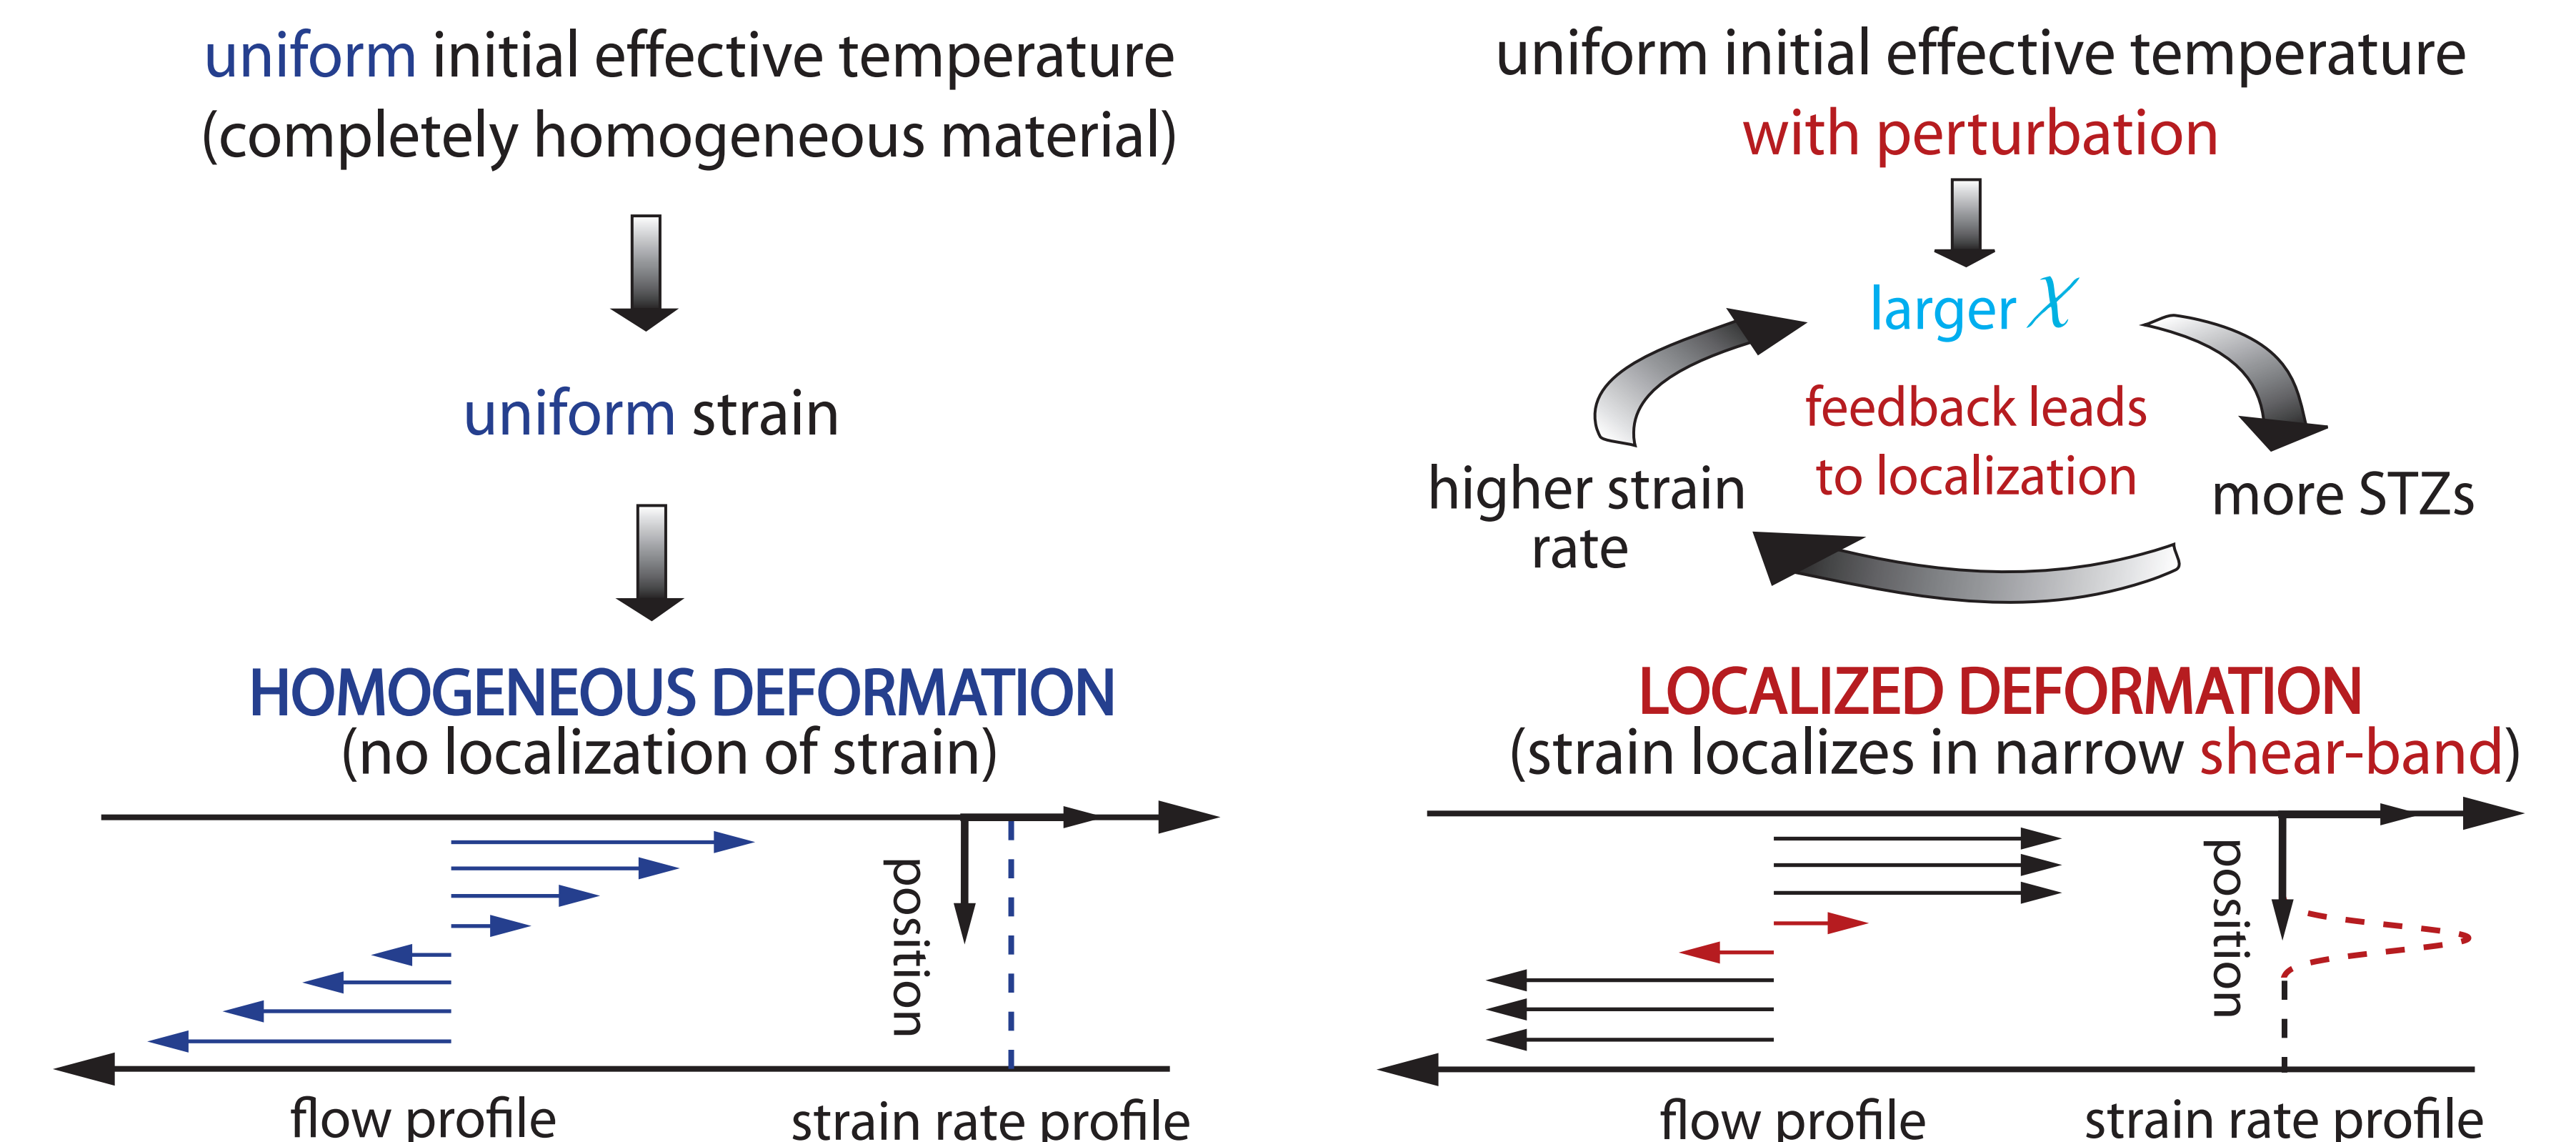 uniform initial effective temperature
(completely homogeneous material)
uniform strain
HOMOGENEOUS DEFORMATION
(no localization of strain)
position
flow profile
strain rate profile
uniform initial effective temperature
with perturbation
larger χ
feedback leads
to localization
more STZs
higher strain
rate
LOCALIZED DEFORMATION
(strain localizes in narrow shear-band)
position
flow profile
strain rate profile